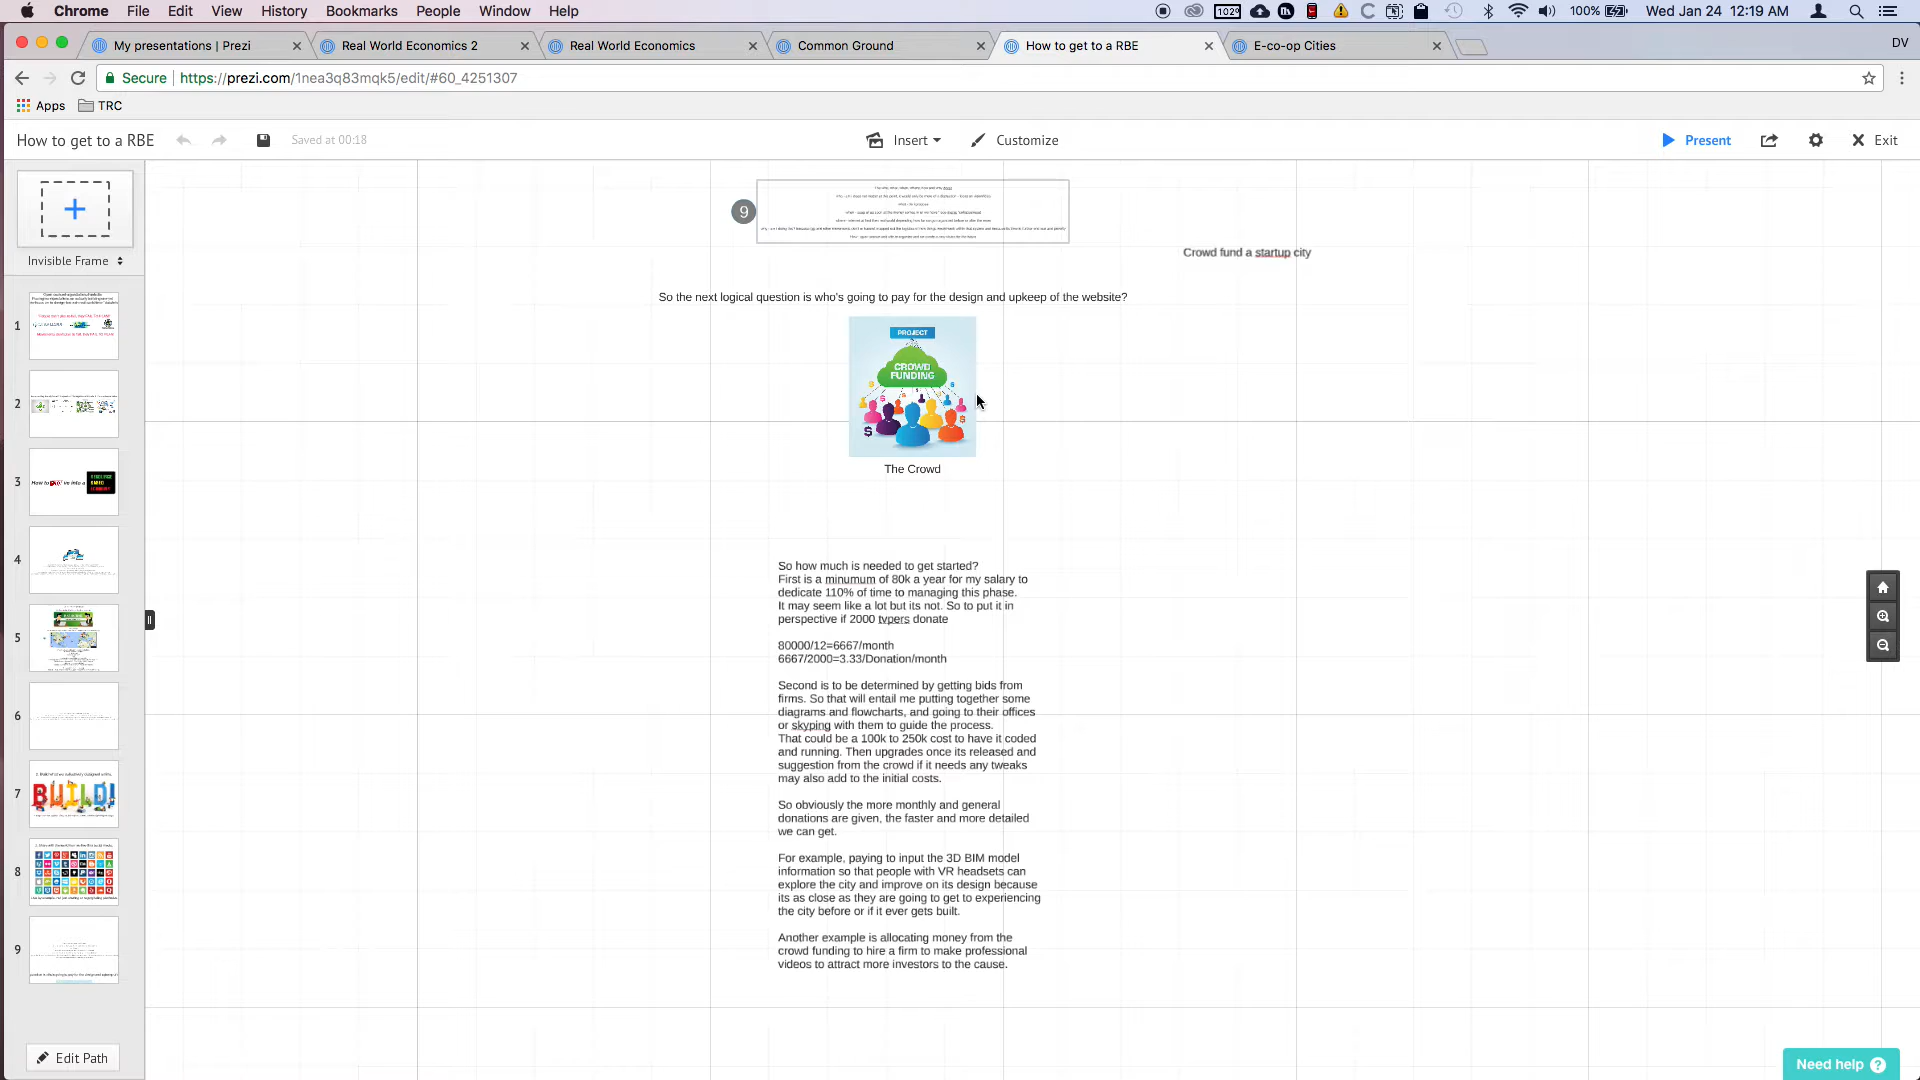 Chrome File Edit View History Bookmarks People Window Help
102° 100% Wed Jan 24 12:19 AM
My presentations | Prezi
Real World Economics 2
Real World Economics
Common Ground
How to get to a RBE
E-co-op Cities
DV
Secure https://prezi.com/1nea3q83mqk5/edit/#60_4251307
Apps TRC
How to get to a RBE Saved at 00:18 Insert Customize Present Exit
Invisible Frame
1
2
3
4
5
6
7
BUILD!
8
9
Edit Path
9
Crowd fund a startup city
So the next logical question is who's going to pay for the design and upkeep of the website?
PROJECT
CROWD
FUNDING
The Crowd
So how much is needed to get started?
First is a minumum of 80k a year for my salary to
dedicate 110% of time to managing this phase.
It may seem like a lot but its not. So to put it in
perspective if 2000 tvpers donate
80000/12=6667/month
6667/2000=3.33/Donation/month
Second is to be determined by getting bids from
firms. So that will entail me putting together some
diagrams and flowcharts, and going to their offices
or skyping with them to guide the process.
That could be a 100k to 250k cost to have it coded
and running. Then upgrades once its released and
suggestion from the crowd if it needs any tweaks
may also add to the initial costs.
So obviously the more monthly and general
donations are given, the faster and more detailed
we can get.
For example, paying to input the 3D BIM model
information so that people with VR headsets can
explore the city and improve on its design because
its as close as they are going to get to experiencing
the city before or if it ever gets built.
Another example is allocating money from the
crowd funding to hire a firm to make professional
videos to attract more investors to the cause.
Need help ?